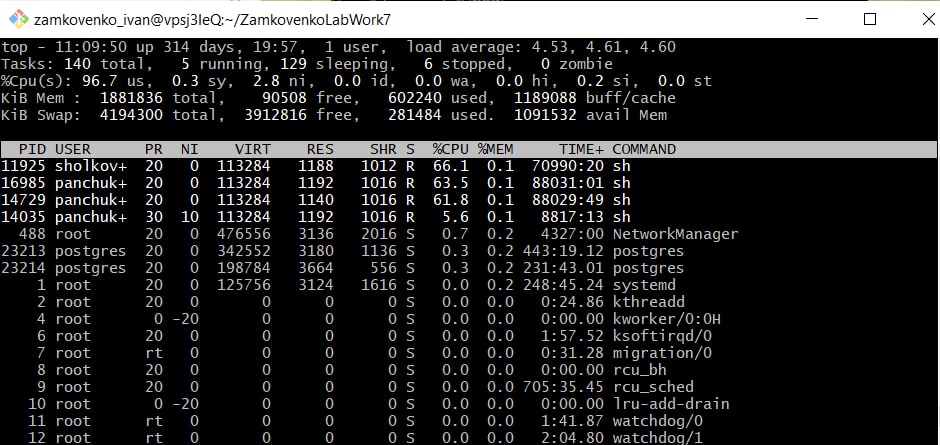 zamkovenko_ivan@vpsj3IeQ:~/ZamkovenkoLabWork7
top - 11:09:50 up 314 days, 19:57,  1 user,  load average: 4.53, 4.61, 4.60
Tasks: 140 total,   5 running, 129 sleeping,   6 stopped,   0 zombie
%Cpu(s): 96.7 us,  0.3 sy,  2.8 ni,  0.0 id,  0.0 wa,  0.0 hi,  0.2 si,  0.0 st
KiB Mem :  1881836 total,    90508 free,   602240 used,  1189088 buff/cache
KiB Swap:  4194300 total,  3912816 free,   281484 used.  1091532 avail Mem
PID USER PR NI VIRT RES SHR S %CPU %MEM TIME+ COMMAND
11925 sholkov+ 20 0 113284 1188 1012 R 66.1 0.1 70990:20 sh
16985 panchuk+ 20 0 113284 1192 1016 R 63.5 0.1 88031:01 sh
14729 panchuk+ 20 0 113284 1140 1016 R 61.8 0.1 88029:49 sh
14035 panchuk+ 30 10 113284 1192 1016 R 5.6 0.1 8817:13 sh
488 root 20 0 476556 3136 2016 S 0.7 0.2 4327:00 NetworkManager
23213 postgres 20 0 342552 3180 1136 S 0.3 0.2 443:19.12 postgres
23214 postgres 20 0 198784 3664 556 S 0.3 0.2 231:43.01 postgres
1 root 20 0 125756 3124 1616 S 0.0 0.2 248:45.24 systemd
2 root 20 0 0 0 0 S 0.0 0.0 0:24.86 kthreadd
4 root 0 -20 0 0 0 S 0.0 0.0 0:00.00 kworker/0:0H
6 root 20 0 0 0 0 S 0.0 0.0 1:57.52 ksoftirqd/0
7 root rt 0 0 0 0 S 0.0 0.0 0:31.28 migration/0
8 root 20 0 0 0 0 S 0.0 0.0 0:00.00 rcu_bh
9 root 20 0 0 0 0 S 0.0 0.0 705:35.45 rcu_sched
10 root 0 -20 0 0 0 S 0.0 0.0 0:00.00 lru-add-drain
11 root rt 0 0 0 0 S 0.0 0.0 1:41.87 watchdog/0
12 root rt 0 0 0 0 S 0.0 0.0 2:04.80 watchdog/1